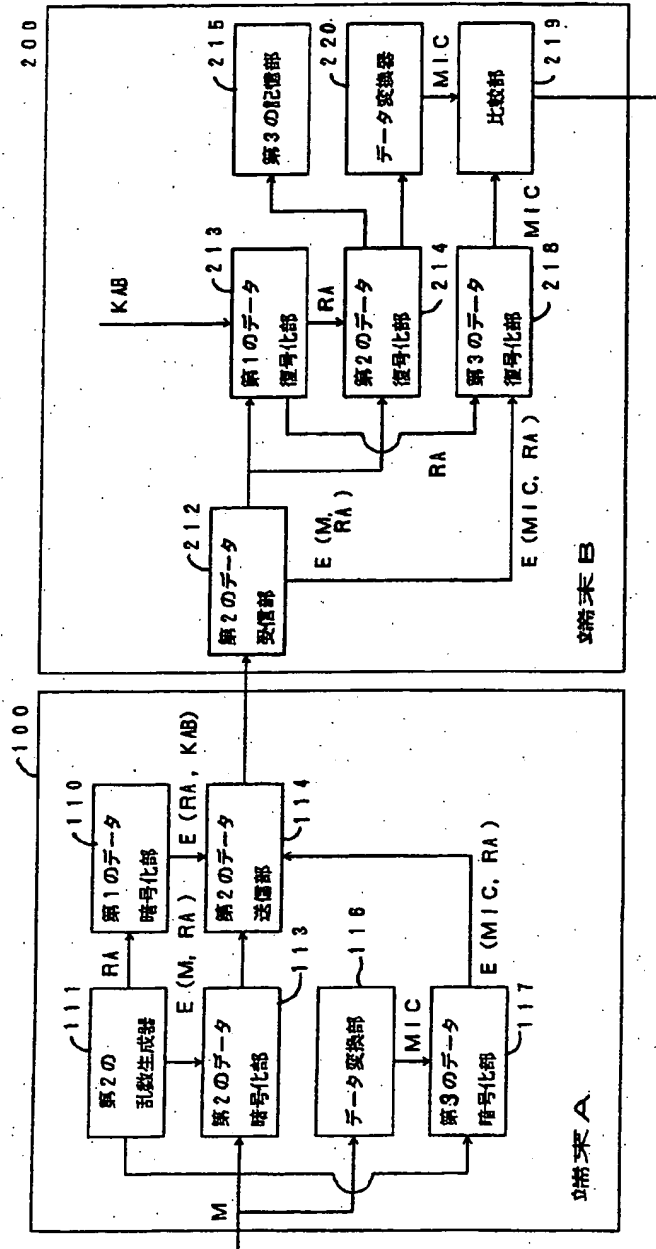 100
111
第2の
乱数生成器
RA
110
第1のデータ
暗号化部
E (RA, KAB)
E (M, RA)
M
第2のデータ
暗号化部
113
第2のデータ
送信部
114
データ変換部
116
MIC
第3のデータ
暗号化部
117
E (MIC, RA)
端末A
200
212
第2のデータ
受信部
KAB
213
第1のデータ
復号化部
RA
215
第3の記憶部
E (M,
RA)
第2のデータ
復号化部
214
220
データ変換器
MIC
RA
E (MIC, RA)
第3のデータ
復号化部
218
MIC
比較部
219
端末B